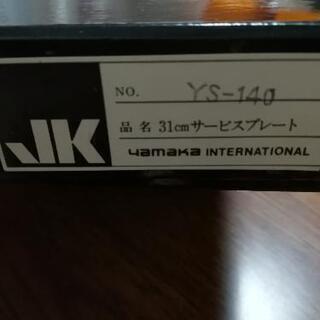 NO. YS-140
品名 31cmサービスプレート
YK
yamaka INTERNATIONAL